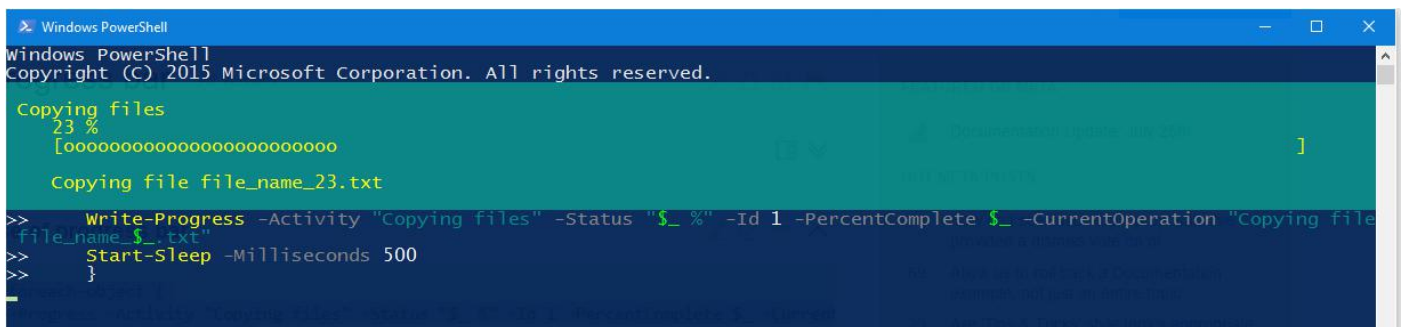 Windows PowerShell
Windows PowerShell
Copyright (C) 2015 Microsoft Corporation. All rights reserved.
Copying files
23 %
[ooooooooooooooooooooooooo ]
Copying file file_name_23.txt
>> Write-Progress -Activity "Copying files" -Status "$_ %" -Id 1 -PercentComplete $_ -CurrentOperation "Copying file
file_name_$_.txt"
>> Start-Sleep -Milliseconds 500
>> }